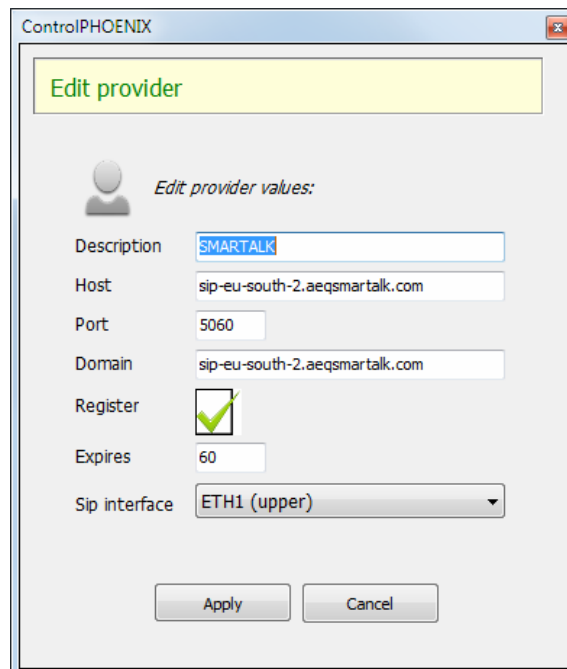 ControlPHOENIX
Edit provider
Edit provider values:
Description SMARTALK
Host sip-eu-south-2.aeqsmartalk.com
Port 5060
Domain sip-eu-south-2.aeqsmartalk.com
Register
Expires 60
Sip interface ETH1 (upper)
Apply Cancel